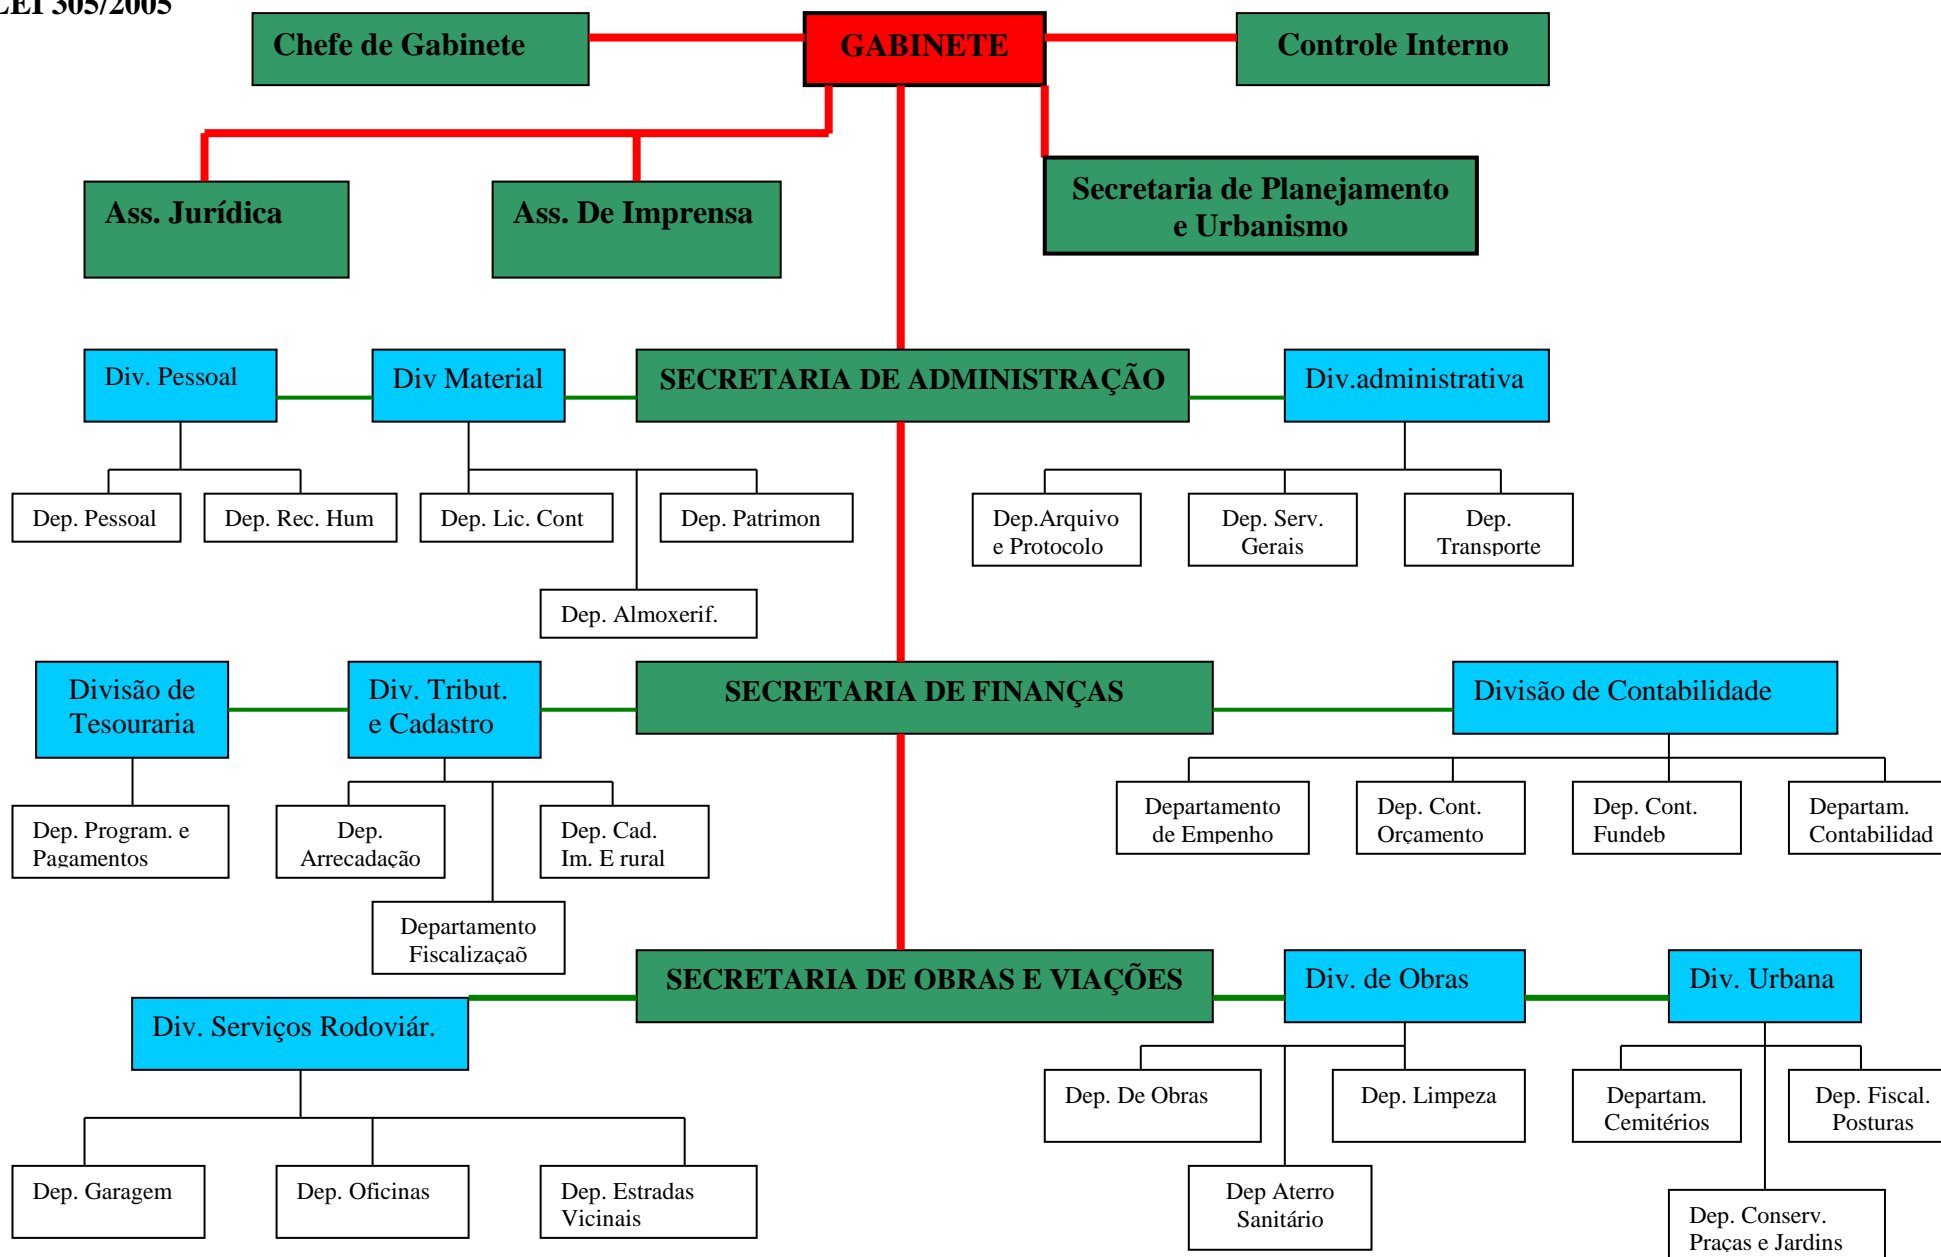 LEI 305/2005
Chefe de Gabinete
GABINETE
Controle Interno
Ass. Jurídica
Ass. De Imprensa
Secretaria de Planejamento
e Urbanismo
Div. Pessoal
Div Material
SECRETARIA DE ADMINISTRAÇÃO
Div.administrativa
Dep. Pessoal
Dep. Rec. Hum
Dep. Lic. Cont
Dep. Patrimon
Dep.Arquivo
e Protocolo
Dep. Serv.
Gerais
Dep.
Transporte
Dep. Almoxerif.
Divisão de
Tesouraria
Div. Tribut.
e Cadastro
SECRETARIA DE FINANÇAS
Divisão de Contabilidade
Dep. Program. e
Pagamentos
Dep.
Arrecadação
Dep. Cad.
Im. E rural
Departamento
de Empenho
Dep. Cont.
Orçamento
Dep. Cont.
Fundeb
Departam.
Contabilidad
Departamento
Fiscalizaçaõ
SECRETARIA DE OBRAS E VIAÇÕES
Div. de Obras
Div. Urbana
Div. Serviços Rodoviár.
Dep. De Obras
Dep. Limpeza
Departam.
Cemitérios
Dep. Fiscal.
Posturas
Dep. Garagem
Dep. Oficinas
Dep. Estradas
Vicinais
Dep Aterro
Sanitário
Dep. Conserv.
Praças e Jardins